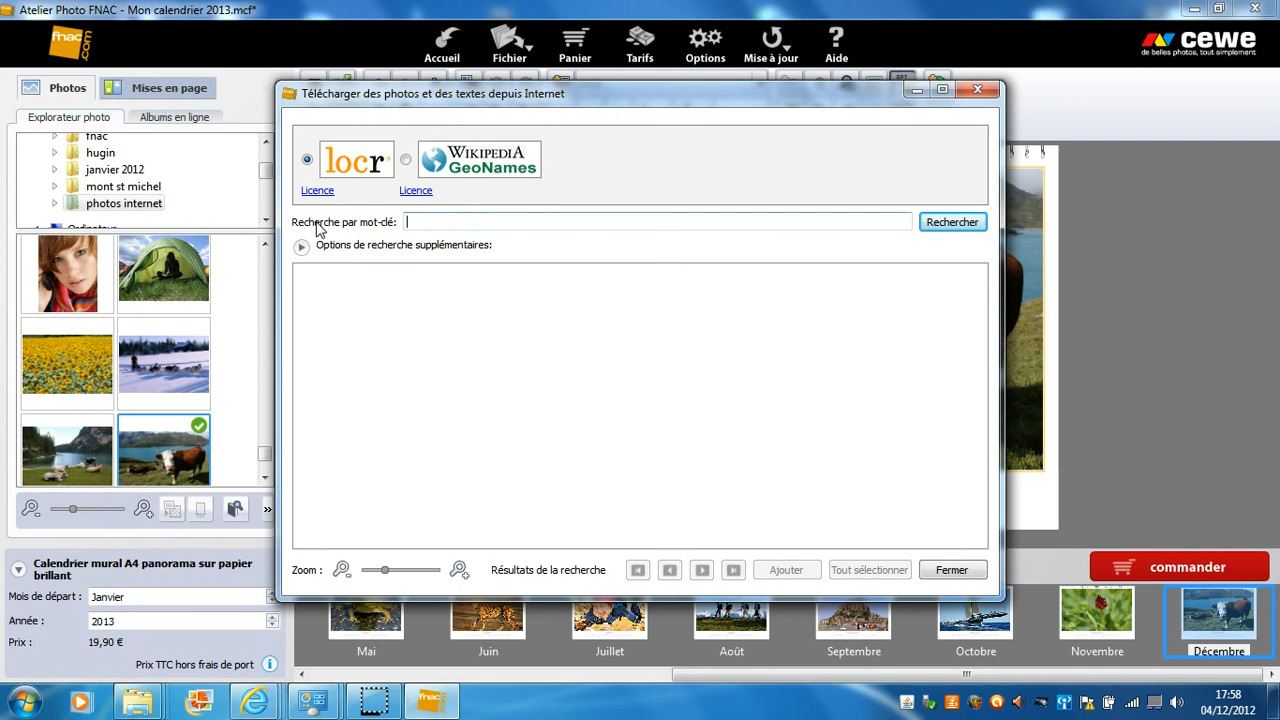 Atelier Photo FNAC - Mon calendrier 2013.mcf*
fnac.com
Accueil
Fichier
Panier
Tarifs
Options
Mise à jour
Aide
cewe
de belles photos, tout simplement
Photos
Mises en page
Explorateur photo
Albums en ligne
fnac
hugin
janvier 2012
mont st michel
photos internet
Ordinateur
Télécharger des photos et des textes depuis Internet
locr
WIKIPEDIA
GeoNames
Licence
Licence
Recherche par mot-clé:
Rechercher
Options de recherche supplémentaires:
Zoom :
Résultats de la recherche
Ajouter
Tout sélectionner
Fermer
»
Calendrier mural A4 panorama sur papier
brillant
Mois de départ :
Janvier
Année :
2013
Prix :
19,90 €
Prix TTC hors frais de port
commander
Mai
Juin
Juillet
Août
Septembre
Octobre
Novembre
Décembre
fnac
17:58
04/12/2012